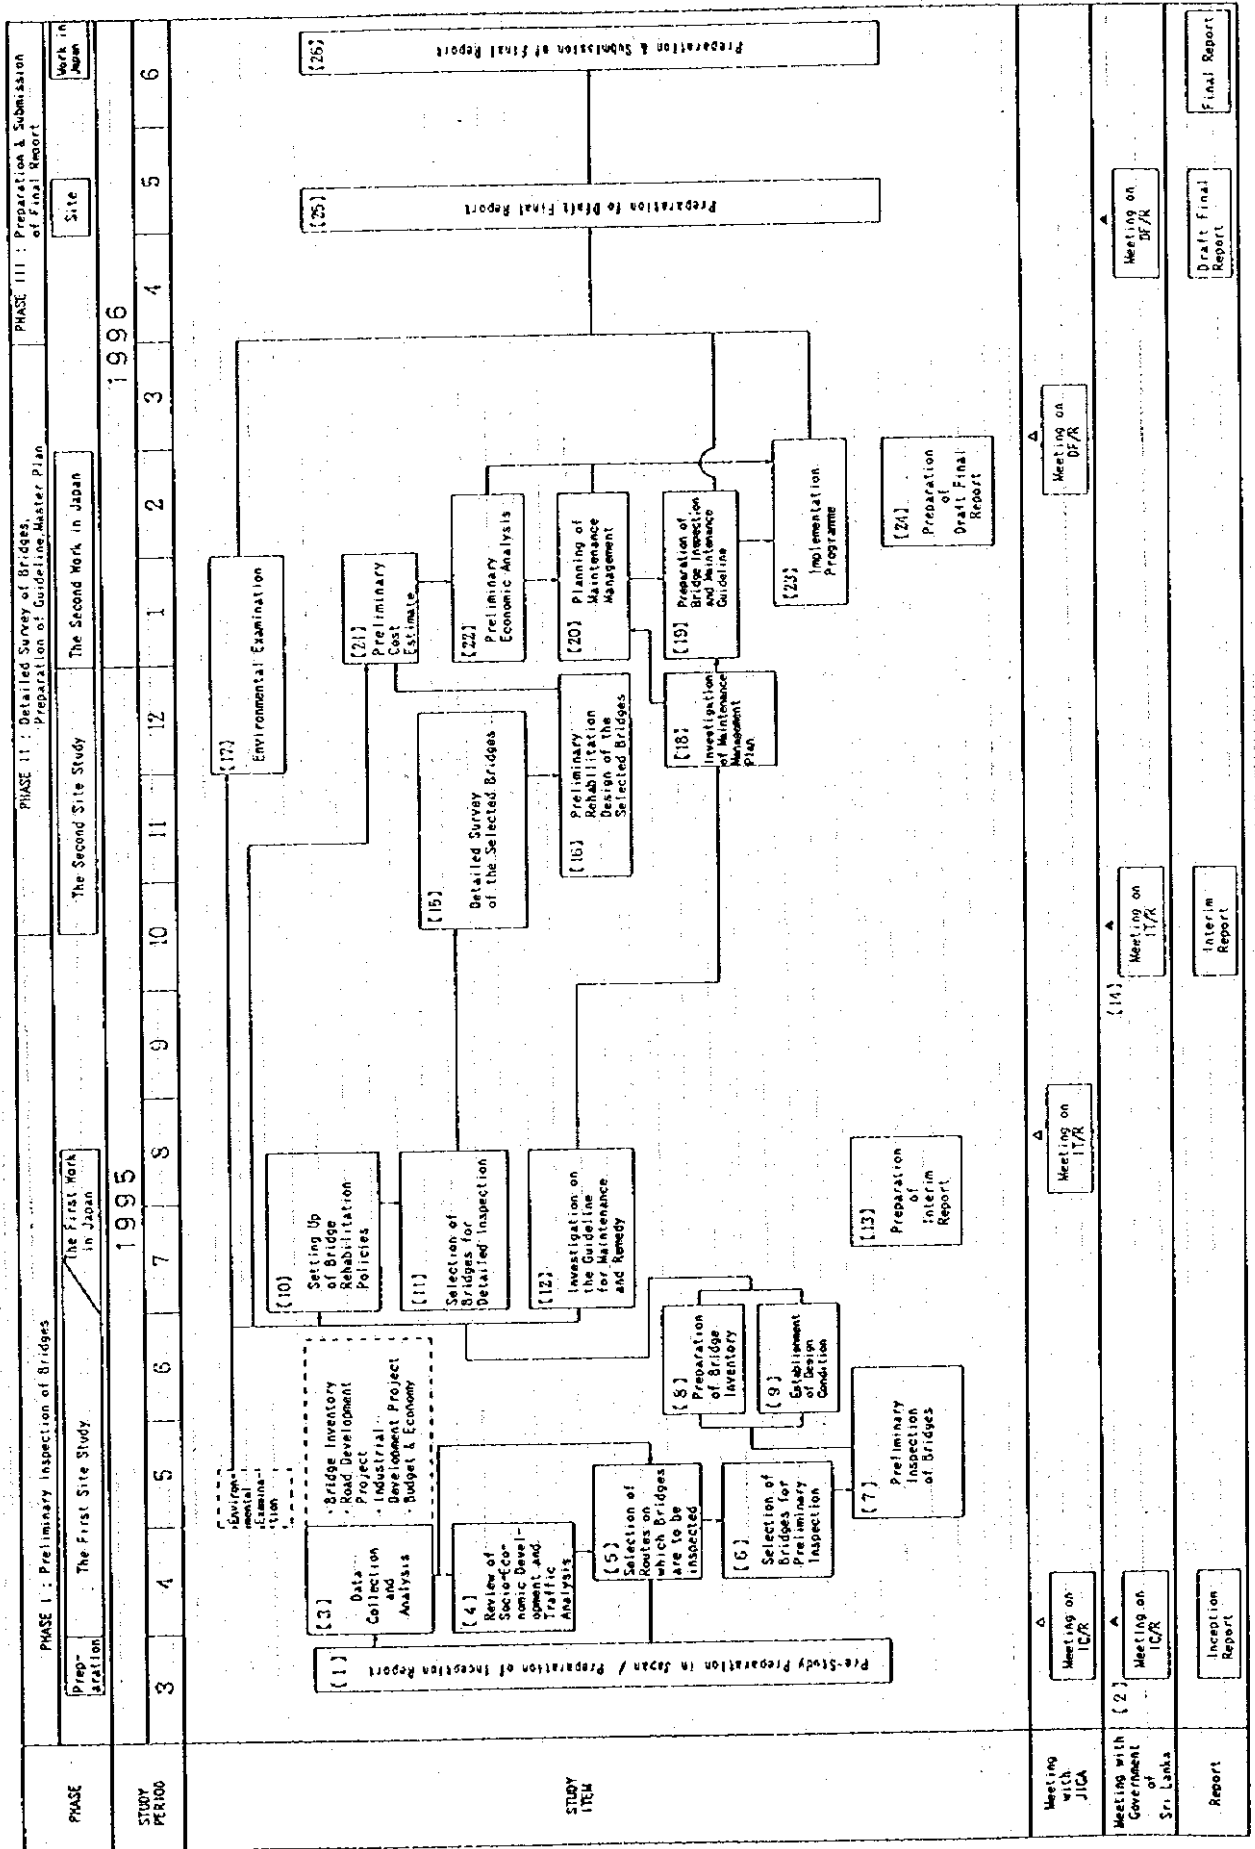 PHASE
PHASE I : Preliminary Inspection of Bridges
PHASE II : Detailed Survey of Bridges,
Preparation of Guideline,Master Plan
PHASE III : Preparation & Submission
of Final Report
Prep-
aration
The First Site Study
The First Work
in Japan
The Second Site Study
The Second Work in Japan
Site
Work in
Japan
STUDY
PERIOD
1995
1996
3
4
5
6
7
8
9
10
11
12
1
2
3
4
5
6
STUDY
ITEM
[1]
Pre-Study Preparation in Japan / Preparation of Inception Report
[3]
Data
Collection
and
Analysis
· Bridge Inventory
· Road Development
Project
· Industrial
Development Project
· Budget & Economy
Environ-
mental
Examina-
tion
[4]
Review of
Socio-Eco-
nomic Devel-
opment and
Traffic
Analysis
[5]
Selection of
Routes on
which Bridges
are to be
inspected
[6]
Selection of
Bridges for
Preliminary
Inspection
[7]
Preliminary
Inspection
of Bridges
[8]
Preparation
of Bridge
Inventory
[9]
Establishment
of Design
Condition
[10]
Setting Up
of Bridge
Rehabilitation
Policies
[11]
Selection of
Bridges for
Detailed Inspection
[12]
Investigation on
the Guideline
for Maintenance
and Remedy
[13]
Preparation
of
Interim
Report
[15]
Detailed Survey
of the Selected Bridges
[16] Preliminary
Rehabilitation
Design of the
Selected Bridges
[17]
Environmental Examination
[18]
Investigation
of Maintenance
Management
Plan
[21]
Preliminary
Cost
Estimate
[22]
Preliminary
Economic Analysis
[20] Planning of
Maintenance
Management
[19] Preparation of
Bridge Inspection
and Maintenance
Guideline
[23]
Implementation
Programme
[24]
Preparation
of
Draft Final
Report
[25]
Preparation fo Dfaft Final Report
[26]
Preparation & Submission of Final Report
Meeting
with
JICA
Meeting on
IC/R
Meeting on
IT/R
Meeting on
DF/R
Meeting with
Government
of
Sri Lanka
[2]
Meeting on
IC/R
[14]
Meeting on
IT/R
Meeting on
DF/R
Report
Inception
Report
Interim
Report
Draft Final
Report
Final Report